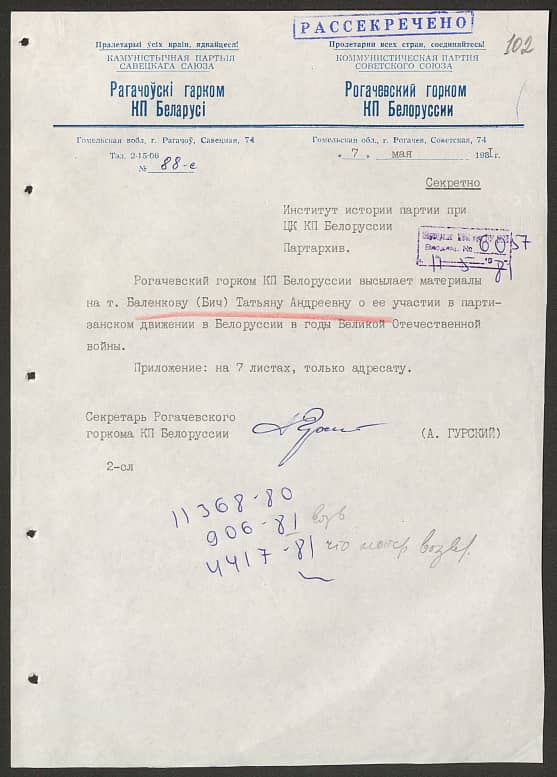 РАССЕКРЕЧЕНО
102
Пралетарыі ўсіх краін, яднайцеся!
КАМУНІСТЫЧНАЯ ПАРТЫЯ
САВЕЦКАГА САЮЗА
Рагачоўскі гарком
КП Беларусі
Гомельская вобл, г. Рагачоў, Савецкая, 74
Тэл. 2-15-06
№ 88-с
Пролетарии всех стран, соединяйтесь!
КОММУНИСТИЧЕСКАЯ ПАРТИЯ
СОВЕТСКОГО СОЮЗА
Рогачевский горком
КП Белоруссии
Гомельская обл., г. Рогачев, Советская, 74
"7" мая 1981г.
Секретно
Институт истории партии при
ЦК КП Белоруссии
Партархив.
Рогачевский горком КП Белоруссии высылает материалы
на т. Баленкову (Бич) Татьяну Андреевну о ее участии в парти-
занском движении в Белоруссии в годы Великой Отечественной
войны.
Приложение: на 7 листах, только адресату.
Секретарь Рогачевского
горкома КП Белоруссии
(А. ГУРСКИЙ)
2-сл
11368-80
906-81
4417-81